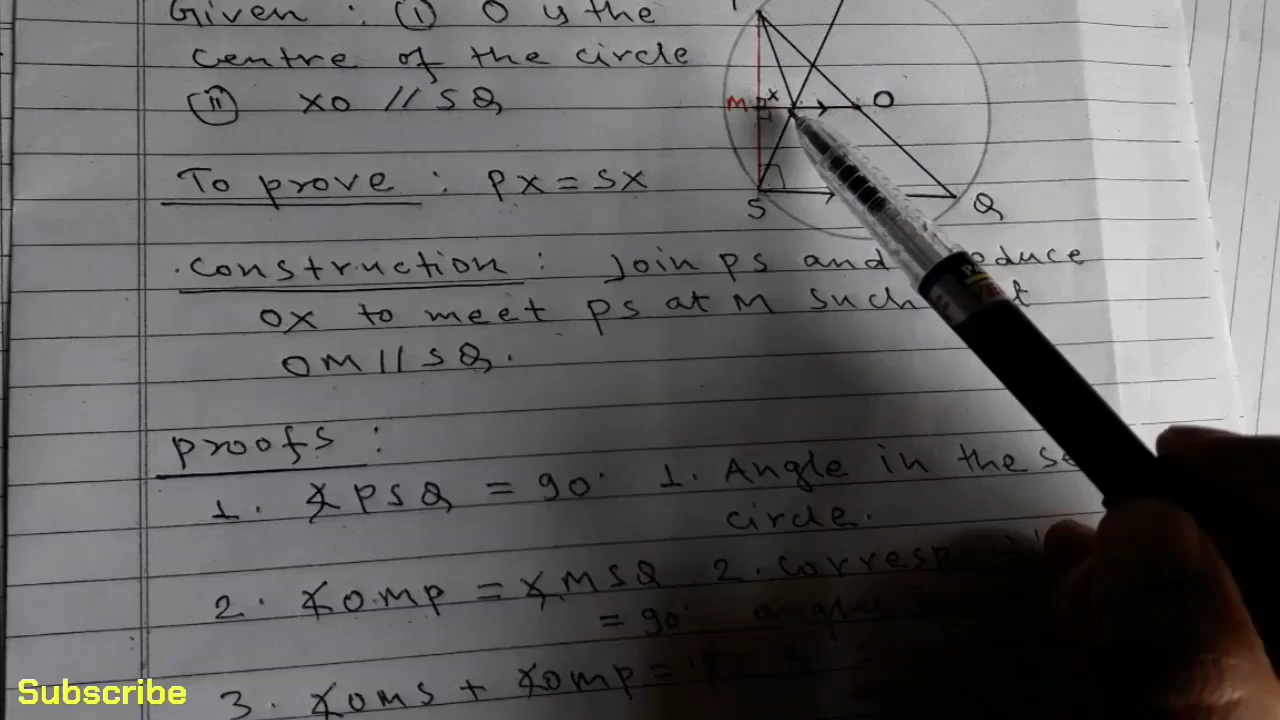 Given : (i) O is the
centre of the circle
(ii) XO // SQ
To prove : PX = SX
Construction : Join PS and
OX to meet PS at M such
OM // SQ.
M X O
S Q
Proofs :
1. ∠PSQ = 90° 1. Angle in the
circle.
2. ∠OMP = ∠MSQ 2.
= 90° angles
3. ∠OMS + ∠OMP =
Subscribe